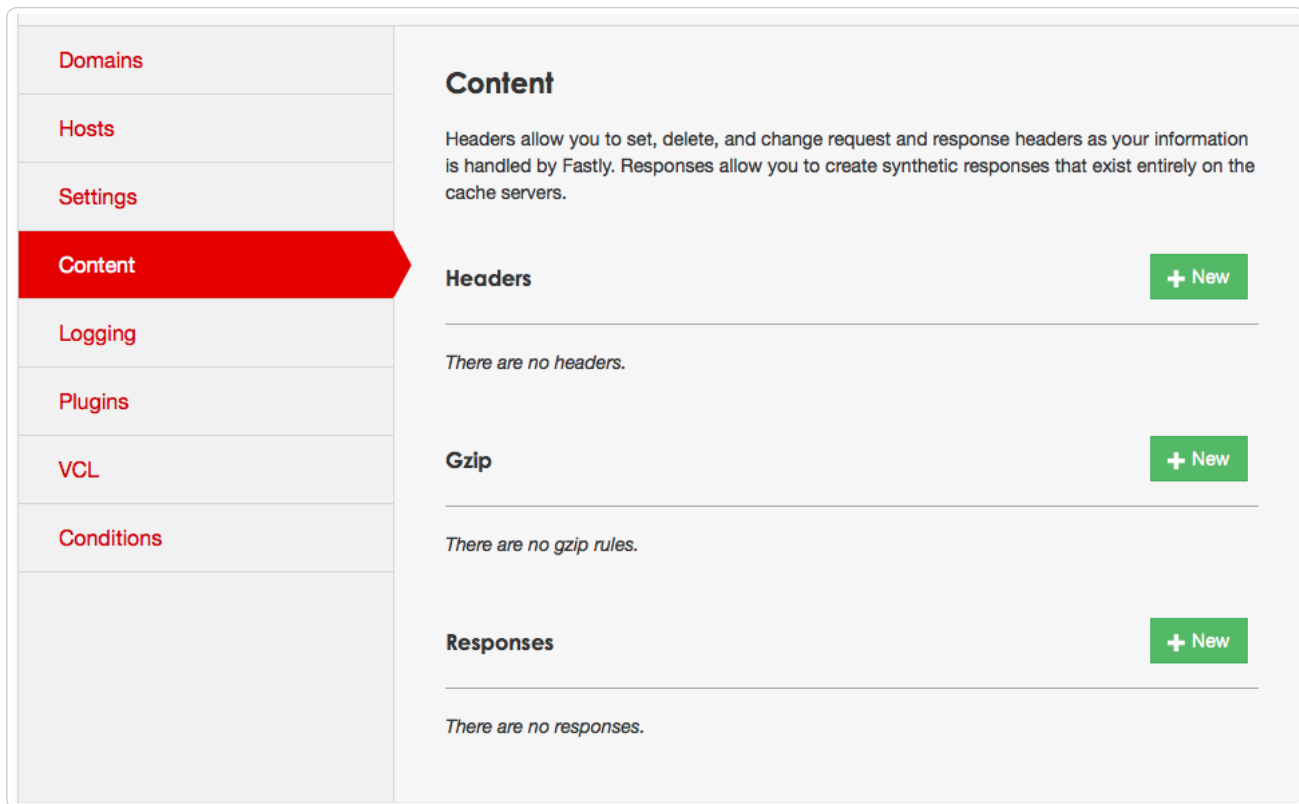 Domains
Hosts
Settings
Content
Logging
Plugins
VCL
Conditions
Content
Headers allow you to set, delete, and change request and response headers as your information
is handled by Fastly. Responses allow you to create synthetic responses that exist entirely on the
cache servers.
Headers
New
There are no headers.
Gzip
New
There are no gzip rules.
Responses
New
There are no responses.